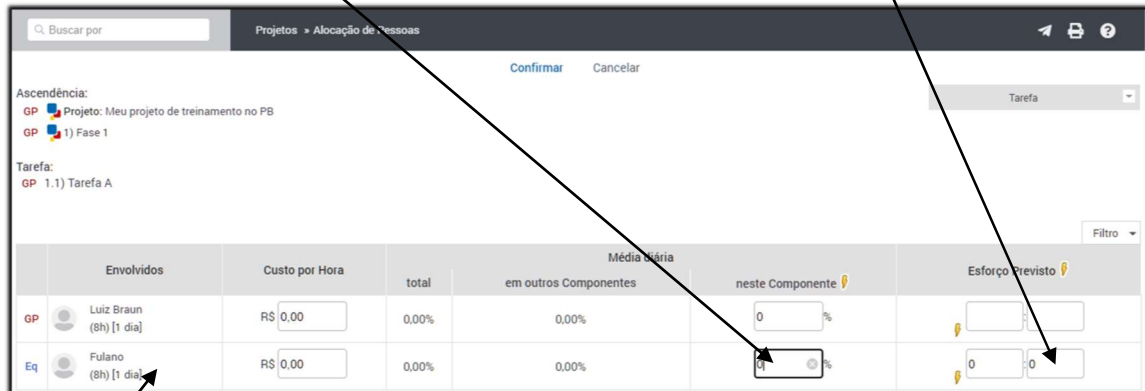 Buscar por
Projetos » Alocação de Pessoas
Confirmar Cancelar
Ascendência:
GP Projeto: Meu projeto de treinamento no PB
GP 1) Fase 1
Tarefa
Tarefa:
GP 1.1) Tarefa A
Filtro
Envolvidos Custo por Hora Média diária Esforço Previsto
total em outros Componentes neste Componente
GP Luiz Braun R$ 0,00 0,00% 0,00% 0 % :
(8h) [1 dia]
Eq Fulano R$ 0,00 0,00% 0,00% 0 % 0 :0
(8h) [1 dia]